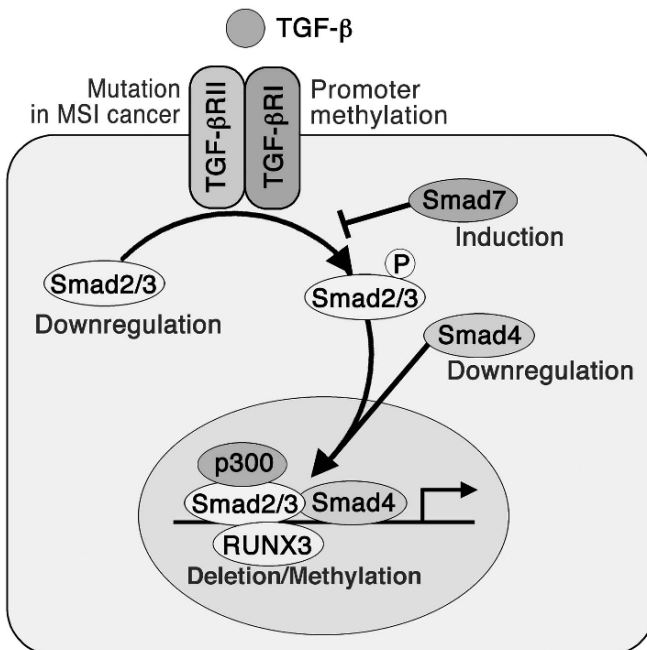 TGF-β
Mutation
in MSI cancer
TGF-βRII
TGF-βRI
Promoter
methylation
Smad7
Induction
Smad2/3
Downregulation
P
Smad2/3
Smad4
Downregulation
p300
Smad2/3
Smad4
RUNX3
Deletion/Methylation